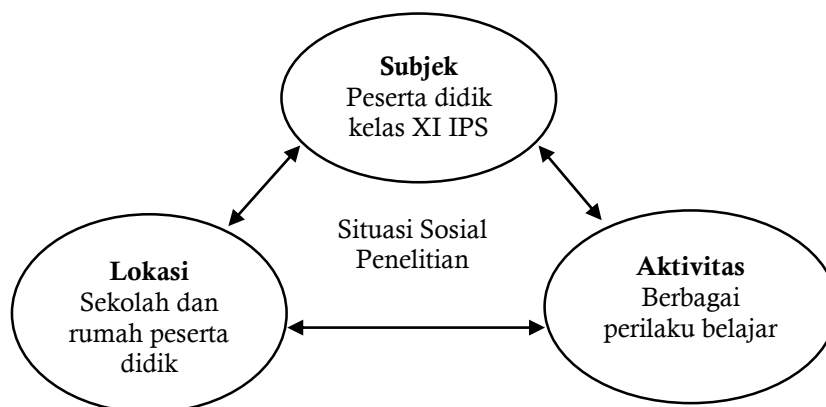 Subjek
Peserta didik
kelas XI IPS
Situasi Sosial
Penelitian
Lokasi
Sekolah dan
rumah peserta
didik
Aktivitas
Berbagai
perilaku belajar